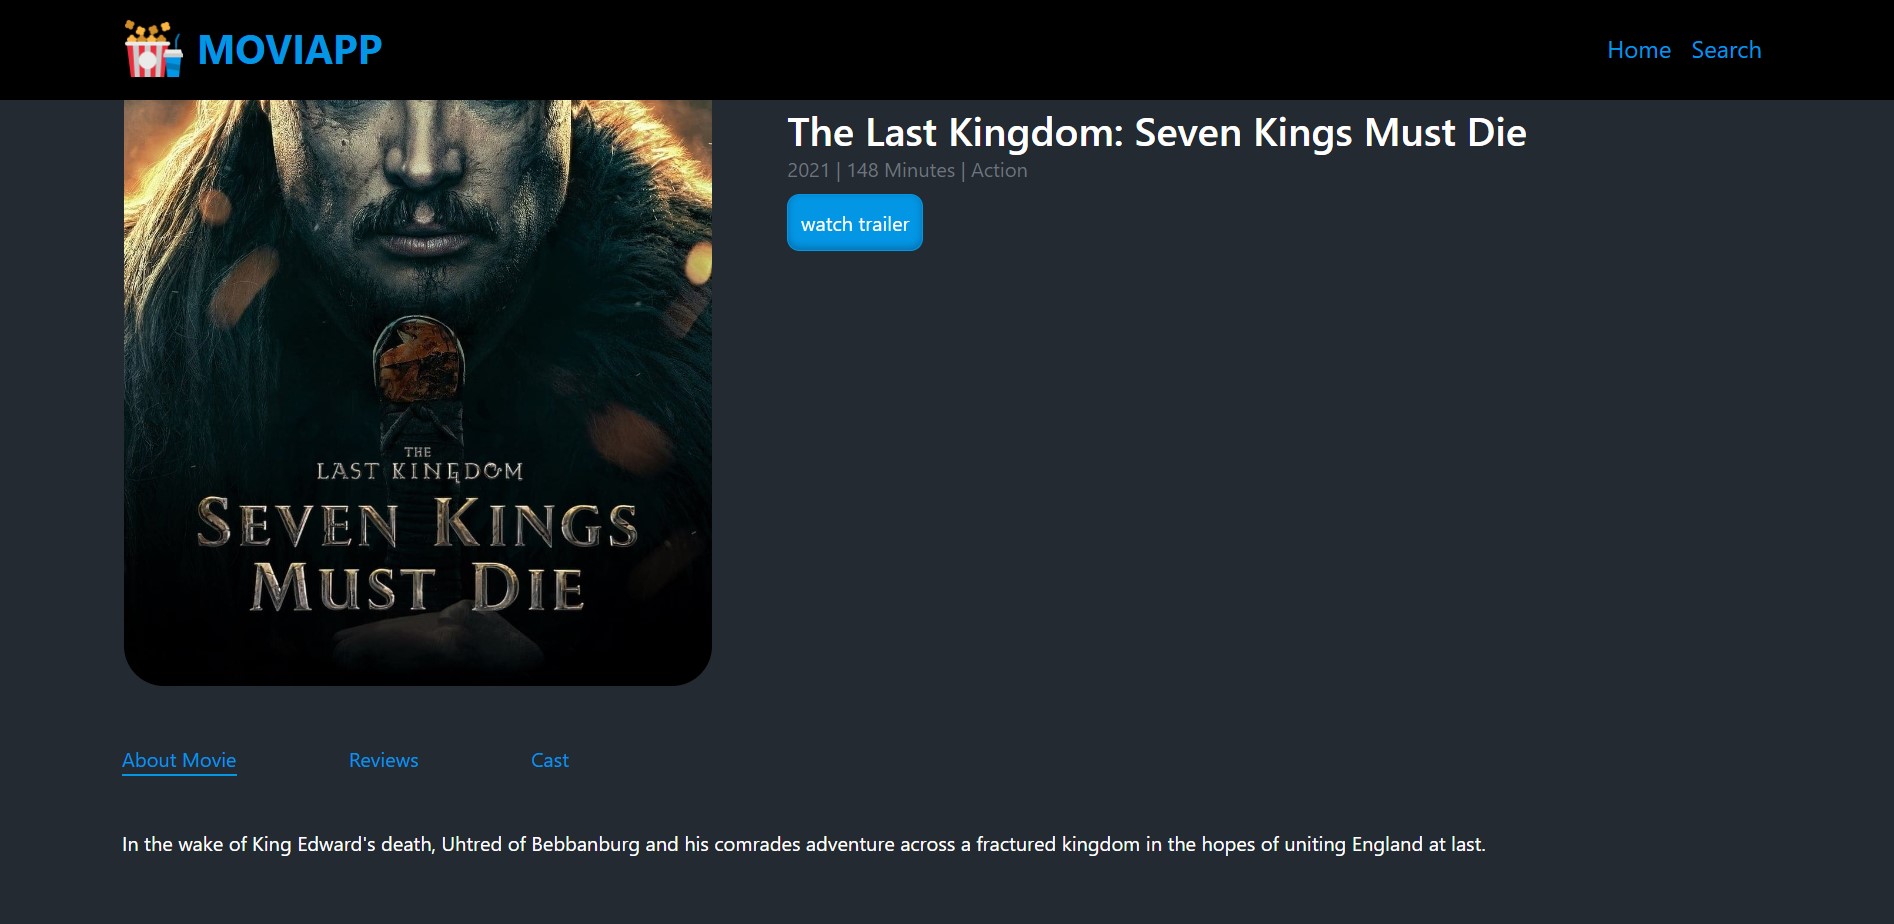 MOVIAPP
Home Search
The Last Kingdom: Seven Kings Must Die
2021 | 148 Minutes | Action
watch trailer
THE
LAST KINGDOM
SEVEN KINGS
MUST DIE
About Movie Reviews Cast
In the wake of King Edward's death, Uhtred of Bebbanburg and his comrades adventure across a fractured kingdom in the hopes of uniting England at last.